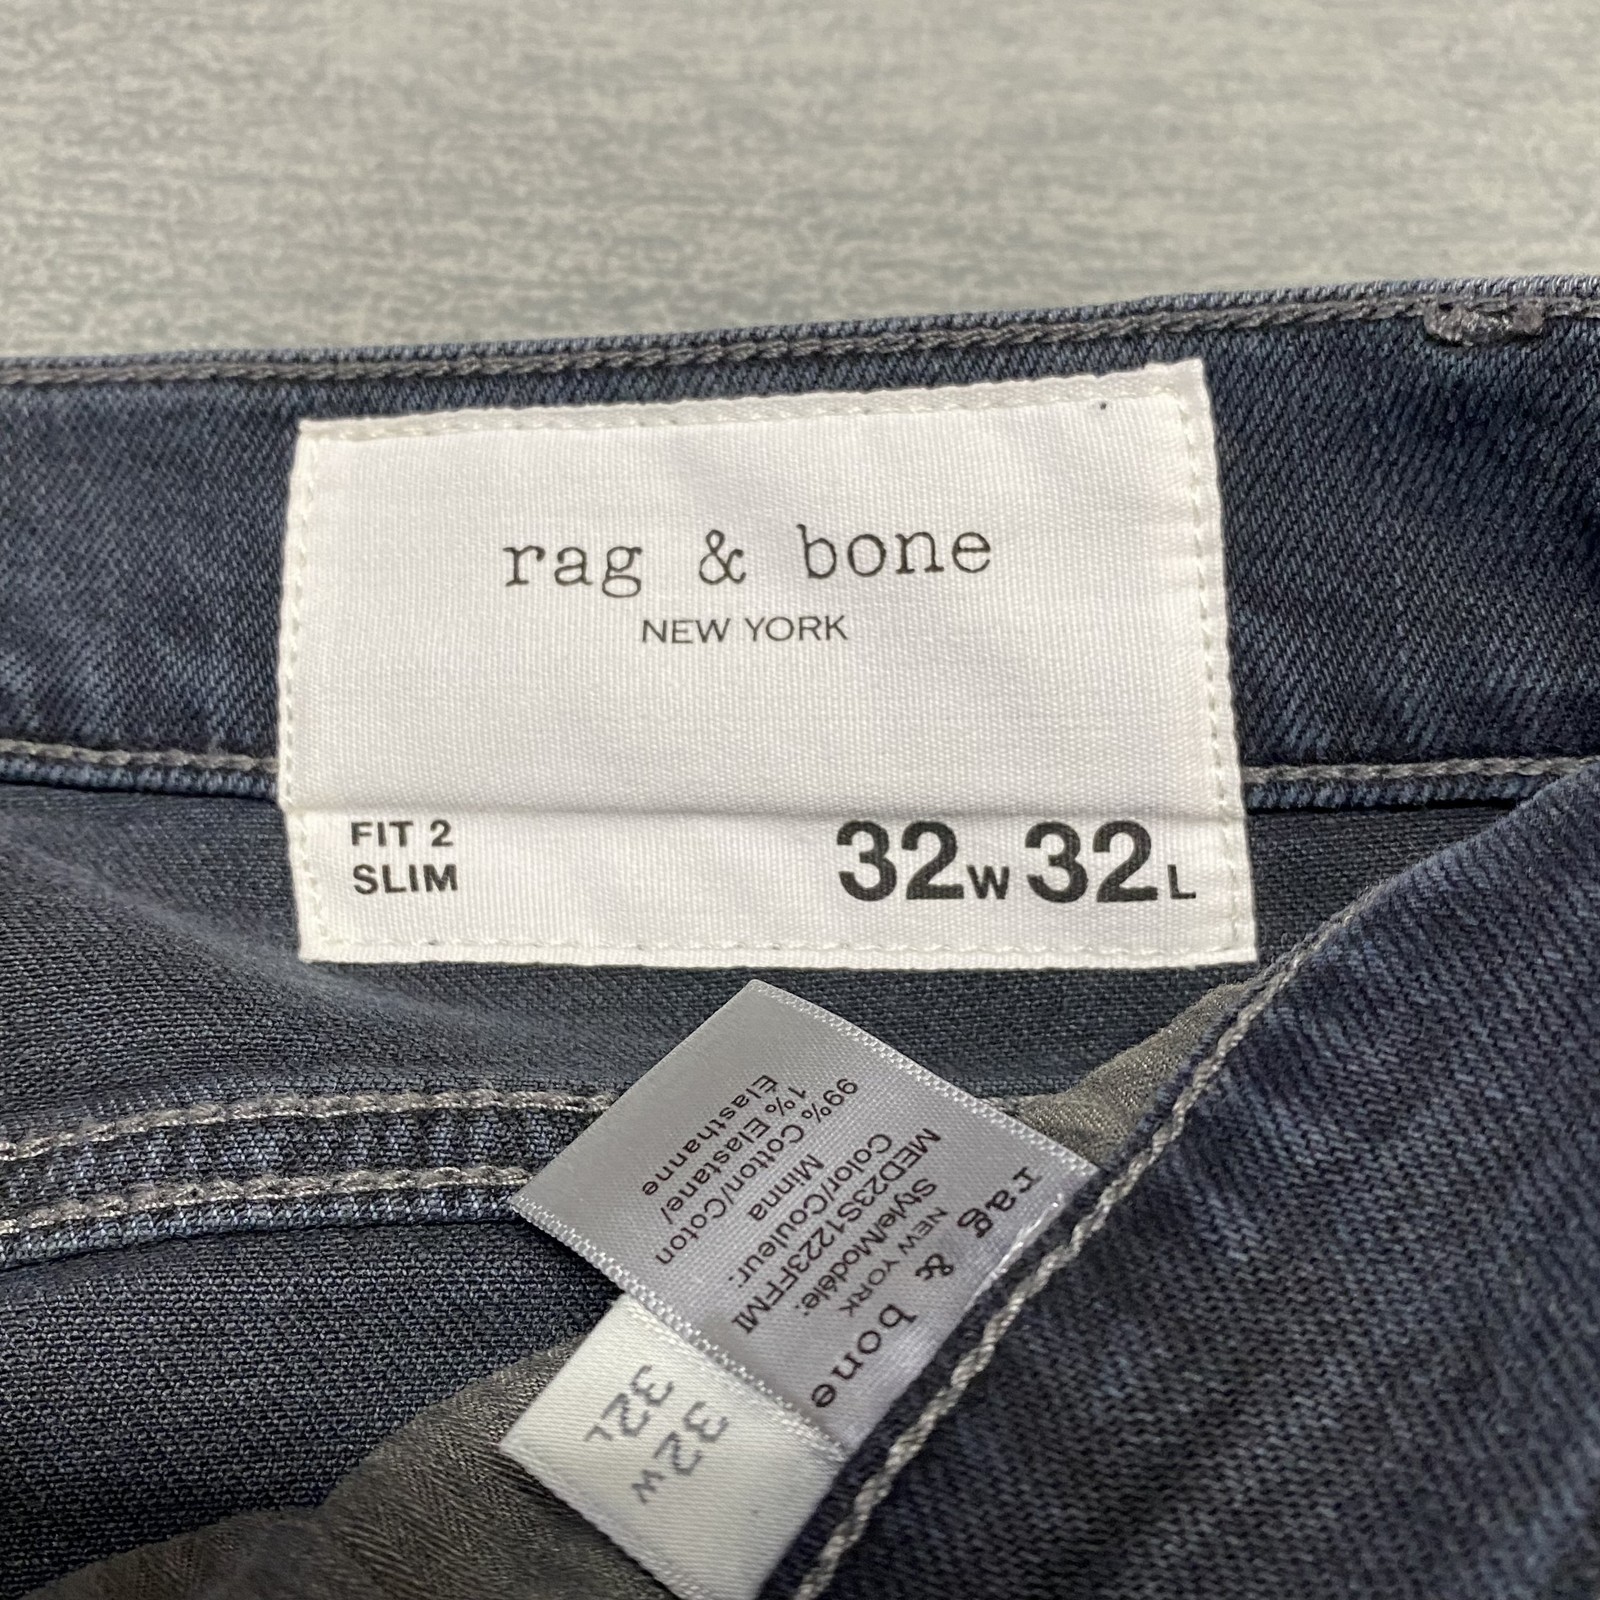 rag & bone
NEW YORK
FIT 2
SLIM
32W 32L
rag & bone
NEW YORK
Style/Modéle:
MED23S1223FFMI
Color/Couleur:
Minna
99% Cotton/Coton
1% Elastane/
Elasthanne
32W
32L